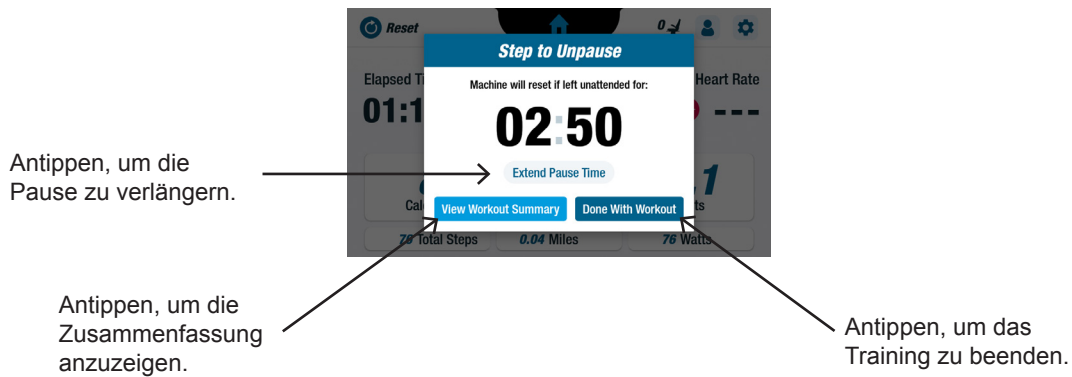 Reset
0
Step to Unpause
Machine will reset if left unattended for:
Elapsed Ti
Heart Rate
01:1
02:50
---
Antippen, um die
Pause zu verlängern.
Extend Pause Time
.1
Cal
View Workout Summary
Done With Workout
ts
76 Total Steps
0.04 Miles
76 Watts
Antippen, um die
Zusammenfassung
anzuzeigen.
Antippen, um das
Training zu beenden.